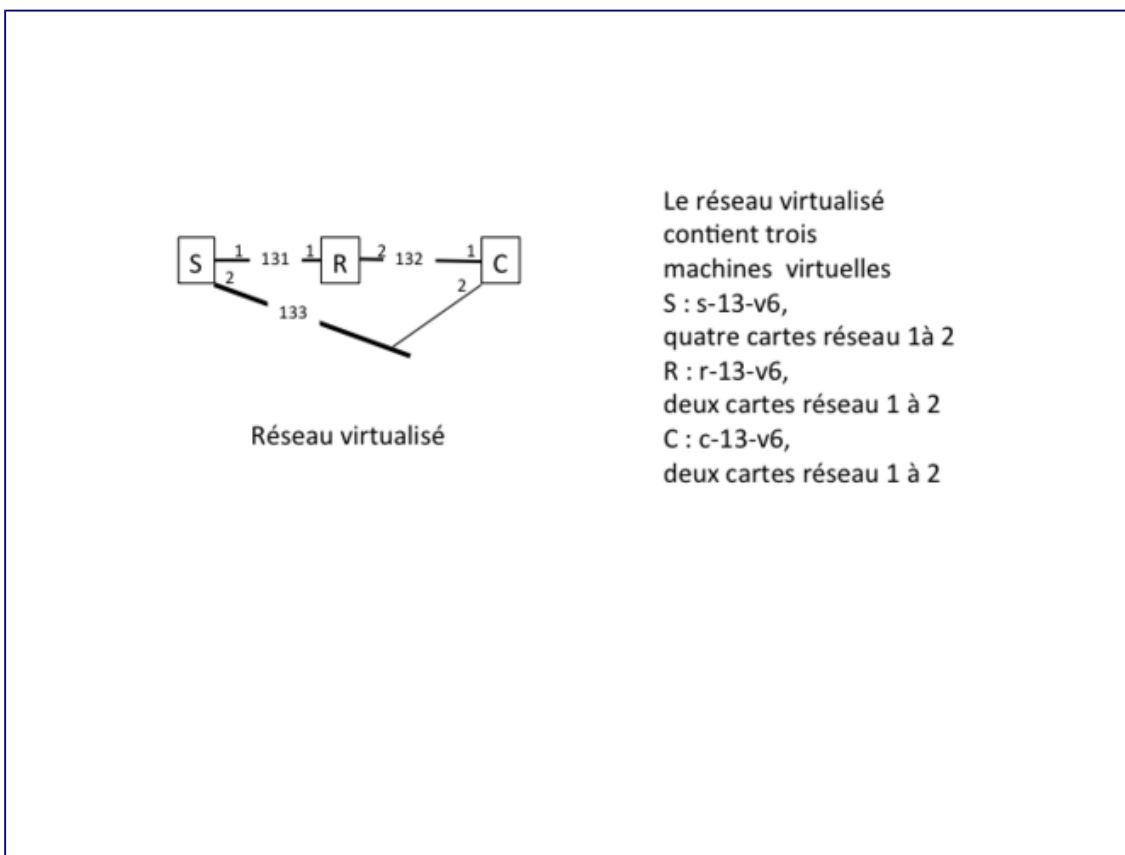 S 1 131 1 R 2 132 1 C
2 2
133
Réseau virtualisé
Le réseau virtualisé
contient trois
machines virtuelles
S : s-13-v6,
quatre cartes réseau 1à 2
R : r-13-v6,
deux cartes réseau 1 à 2
C : c-13-v6,
deux cartes réseau 1 à 2